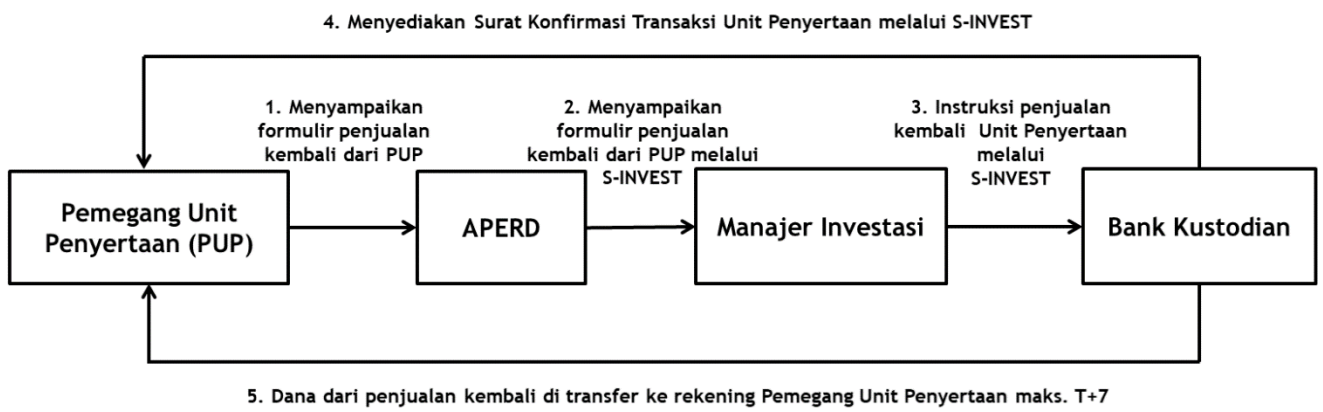 4. Menyediakan Surat Konfirmasi Transaksi Unit Penyertaan melalui S-INVEST
1. Menyampaikan
formulir penjualan
kembali dari PUP
2. Menyampaikan
formulir penjualan
kembali dari PUP melalui
S-INVEST
3. Instruksi penjualan
kembali Unit Penyertaan
melalui
S-INVEST
Pemegang Unit
Penyertaan (PUP)
APERD
Manajer Investasi
Bank Kustodian
5. Dana dari penjualan kembali di transfer ke rekening Pemegang Unit Penyertaan maks. T+7